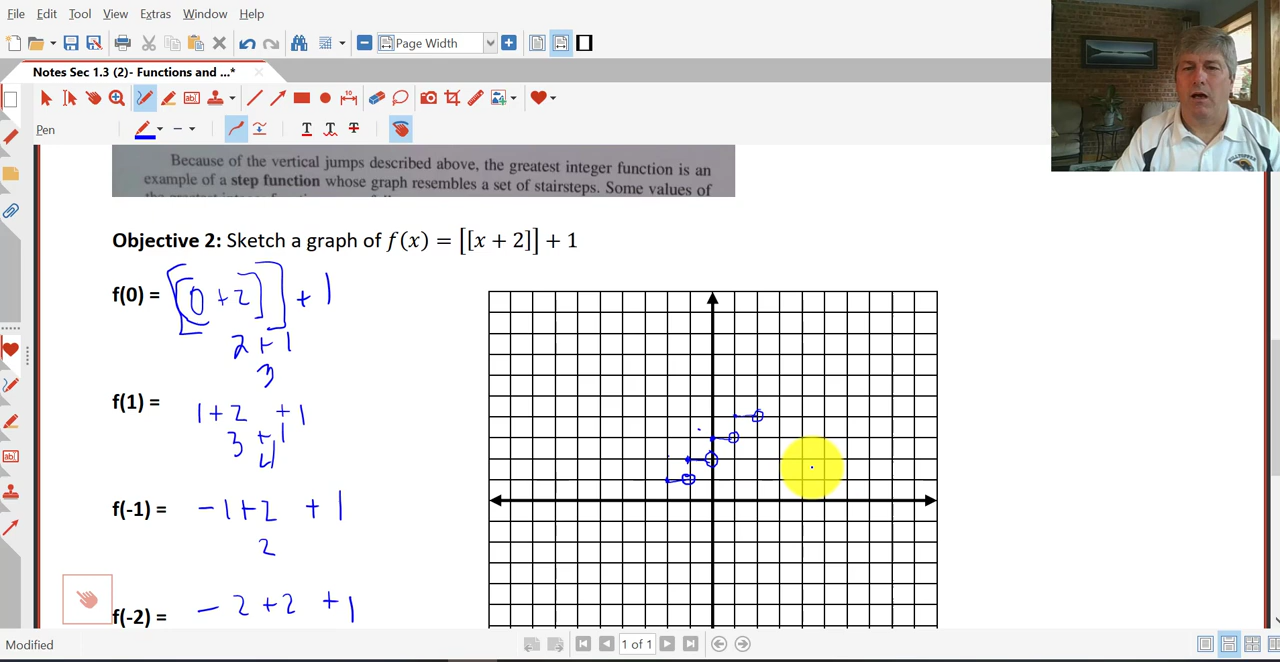 File Edit Tool View Extras Window Help
Page Width
Notes Sec 1.3 (2)- Functions and ...*
Pen
Because of the vertical jumps described above, the greatest integer function is an
example of a step function whose graph resembles a set of stairsteps. Some values of
Objective 2: Sketch a graph of f(x) = [[x + 2]] + 1
f(0) = [[0 + 2]] + 1
2 + 1
3
f(1) = 1 + 2 + 1
3 + 1
4
f(-1) = -1 + 2 + 1
2
f(-2) = -2 + 2 + 1
Modified
1 of 1